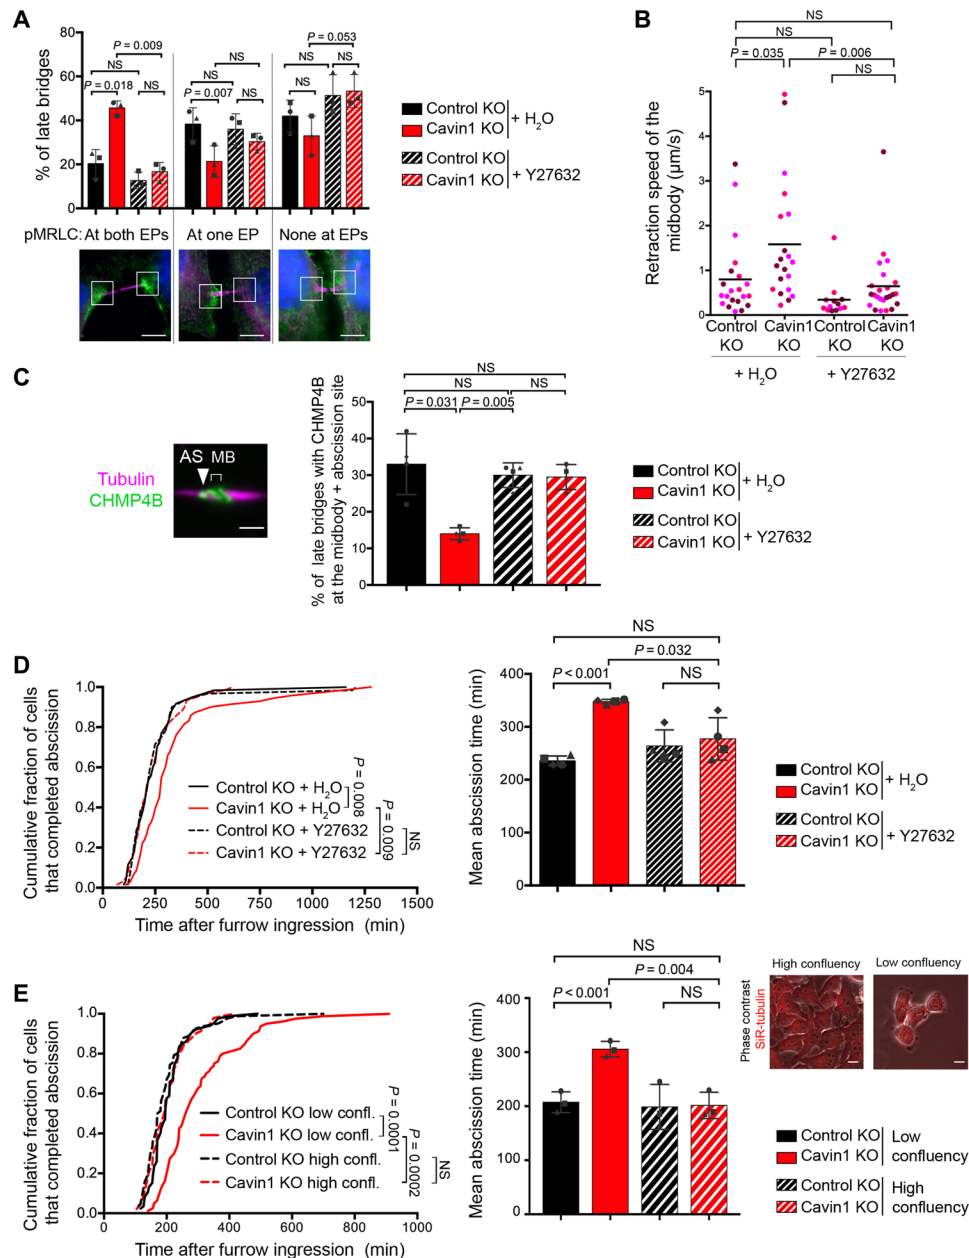 A
P = 0.053
P = 0.009
NS
NS
NS
NS
NS
NS
P = 0.018
NS
P = 0.007
NS
NS
80
60
40
20
0
% of late bridges
pMRLC: At both EPs
At one EP
None at EPs
Control KO
Cavin1 KO
+ H2O
Control KO
Cavin1 KO
+ Y27632
B
NS
NS
P = 0.035
P = 0.006
NS
5
4
3
2
1
0
Retraction speed of the
midbody (µm/s)
Control
KO
Cavin1
KO
Control
KO
Cavin1
KO
+ H2O
+ Y27632
C
AS
MB
Tubulin
CHMP4B
NS
NS
NS
P = 0.031
P = 0.005
50
40
30
20
10
0
% of late bridges with CHMP4B
at the midbody + abscission site
Control KO
Cavin1 KO
+ H2O
Control KO
Cavin1 KO
+ Y27632
D
1.0
0.8
0.6
0.4
0.2
0.0
Cumulative fraction of cells
that completed abscission
Control KO + H2O
Cavin1 KO + H2O
Control KO + Y27632
Cavin1 KO + Y27632
P = 0.008
P = 0.009
NS
0
250
500
750
1000
1250
1500
Time after furrow ingression (min)
NS
P = 0.032
P < 0.001
NS
400
300
200
100
0
Mean abscission time (min)
Control KO
Cavin1 KO
+ H2O
Control KO
Cavin1 KO
+ Y27632
E
1.0
0.8
0.6
0.4
0.2
0.0
Cumulative fraction of cells
that completed abscission
Control KO low confl.
Cavin1 KO low confl.
Control KO high confl.
Cavin1 KO high confl.
P = 0.0001
P = 0.0002
NS
0
200
400
600
800
1000
Time after furrow ingression (min)
NS
P = 0.004
P < 0.001
NS
400
300
200
100
0
Mean abscission time (min)
High confluency
Low confluency
Phase contrast
SiR-tubulin
Control KO
Cavin1 KO
Low
confluency
Control KO
Cavin1 KO
High
confluency